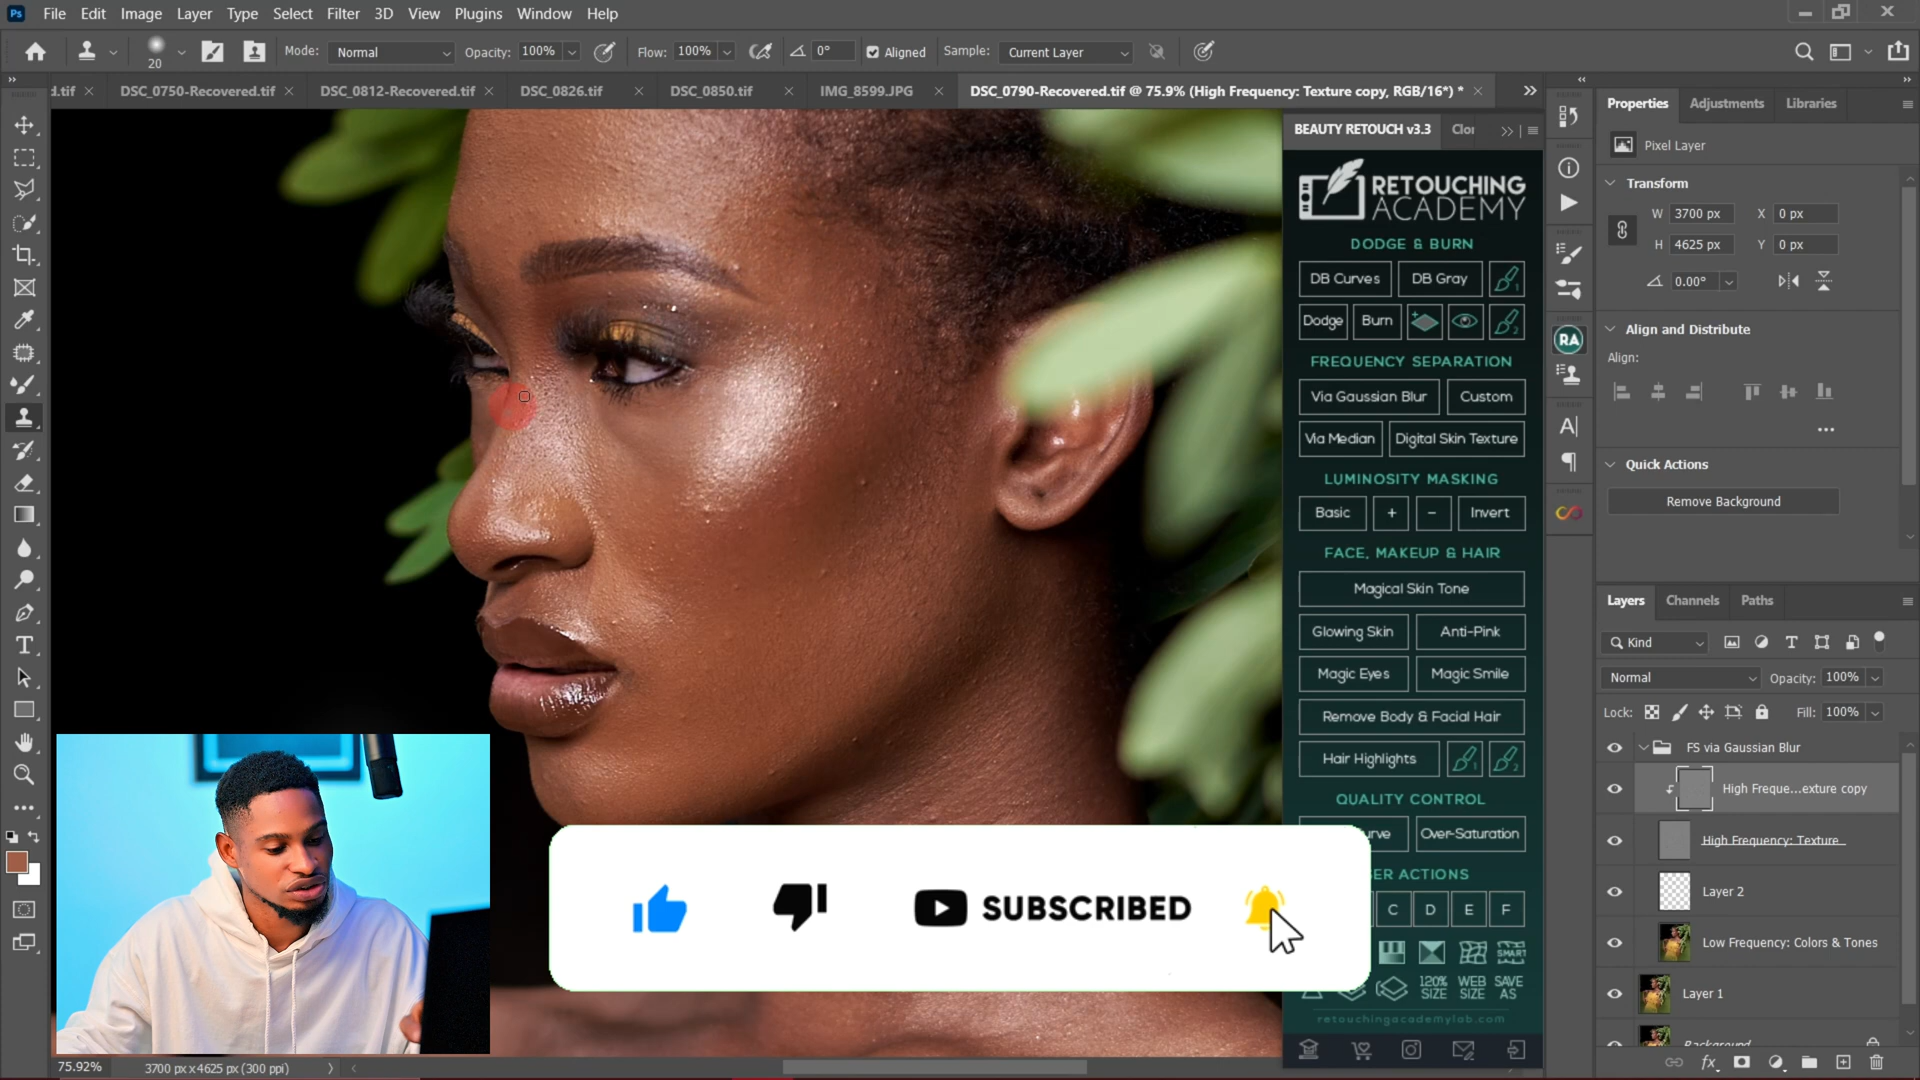 Ps File Edit Image Layer Type Select Filter 3D View Plugins Window Help
20 Mode: Normal Opacity: 100% Flow: 100% 0° Aligned Sample: Current Layer
d.tif DSC_0750-Recovered.tif DSC_0812-Recovered.tif DSC_0826.tif DSC_0850.tif IMG_8599.JPG DSC_0790-Recovered.tif @ 75.9% (High Frequency: Texture copy, RGB/16*) *
BEAUTY RETOUCH v3.3 Clor
RETOUCHING
ACADEMY
DODGE & BURN
DB Curves DB Gray 1
Dodge Burn 2
FREQUENCY SEPARATION
Via Gaussian Blur Custom
Via Median Digital Skin Texture
LUMINOSITY MASKING
Basic + − Invert
FACE, MAKEUP & HAIR
Magical Skin Tone
Glowing Skin Anti-Pink
Magic Eyes Magic Smile
Remove Body & Facial Hair
Hair Highlights 1 2
QUALITY CONTROL
urve Over-Saturation
ER ACTIONS
C D E F
SMART
120% SIZE WEB SIZE SAVE AS
retouchingacademylab.com
RA
Properties Adjustments Libraries
Pixel Layer
Transform
W 3700 px X 0 px
H 4625 px Y 0 px
0.00°
Align and Distribute
Align:
Quick Actions
Remove Background
Layers Channels Paths
Kind
Normal Opacity: 100%
Lock: Fill: 100%
FS via Gaussian Blur
High Freque...exture copy
High Frequency: Texture
Layer 2
Low Frequency: Colors & Tones
Layer 1
Background
SUBSCRIBED
75.92% 3700 px x 4625 px (300 ppi)